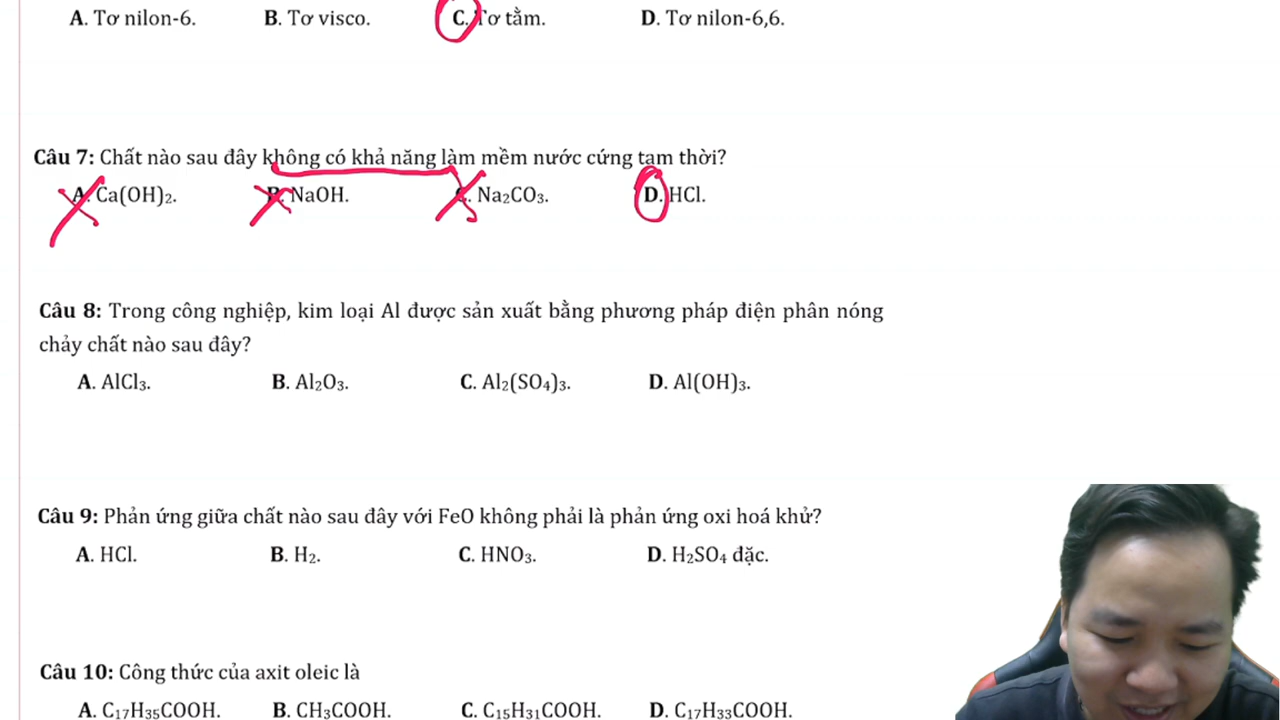 A. Tơ nilon-6. B. Tơ visco. C. Tơ tằm. D. Tơ nilon-6,6.
Câu 7: Chất nào sau đây không có khả năng làm mềm nước cứng tạm thời?
A. Ca(OH)₂. B. NaOH. C. Na₂CO₃. D. HCl.
Câu 8: Trong công nghiệp, kim loại Al được sản xuất bằng phương pháp điện phân nóng
chảy chất nào sau đây?
A. AlCl₃. B. Al₂O₃. C. Al₂(SO₄)₃. D. Al(OH)₃.
Câu 9: Phản ứng giữa chất nào sau đây với FeO không phải là phản ứng oxi hoá khử?
A. HCl. B. H₂. C. HNO₃. D. H₂SO₄ đặc.
Câu 10: Công thức của axit oleic là
A. C₁₇H₃₅COOH. B. CH₃COOH. C. C₁₅H₃₁COOH. D. C₁₇H₃₃COOH.